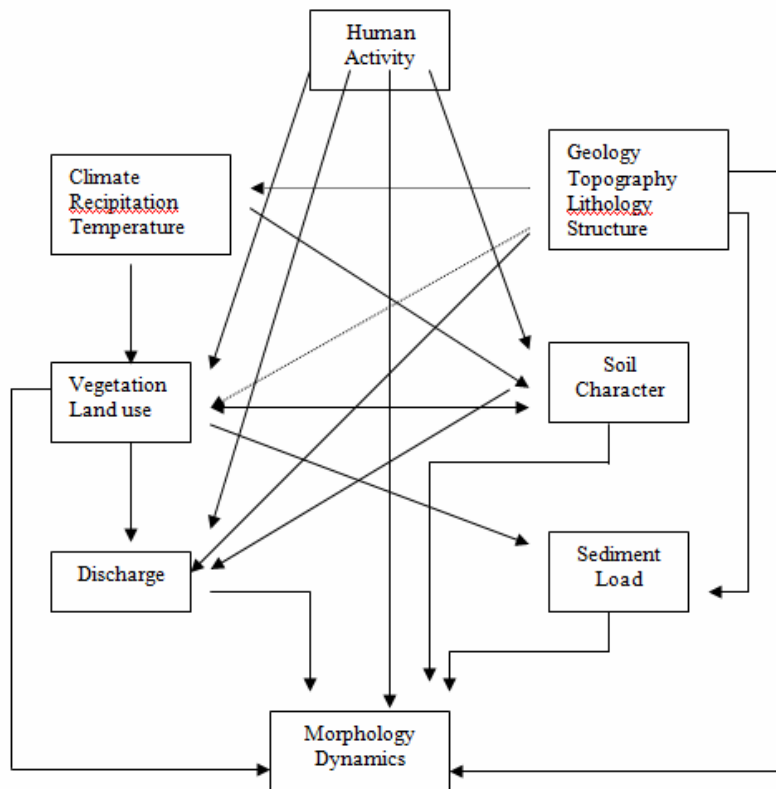 Human
Activity
Climate
Recipitation
Temperature
Geology
Topography
Lithology
Structure
Vegetation
Land use
Soil
Character
Discharge
Sediment
Load
Morphology
Dynamics